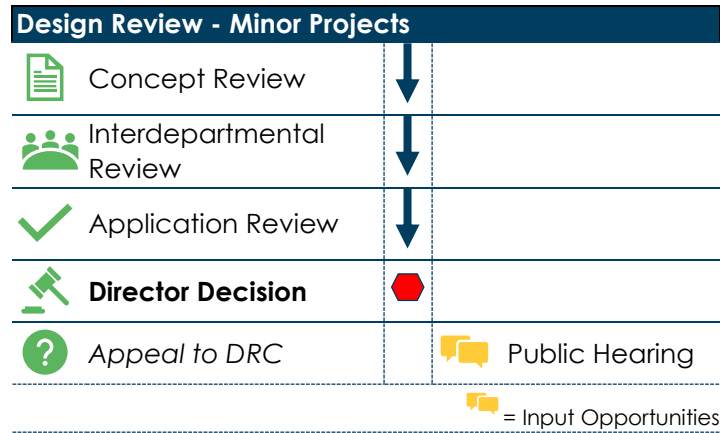 Design Review - Minor Projects
Concept Review
Interdepartmental
Review
Application Review
Director Decision
?
Appeal to DRC
Public Hearing
= Input Opportunities